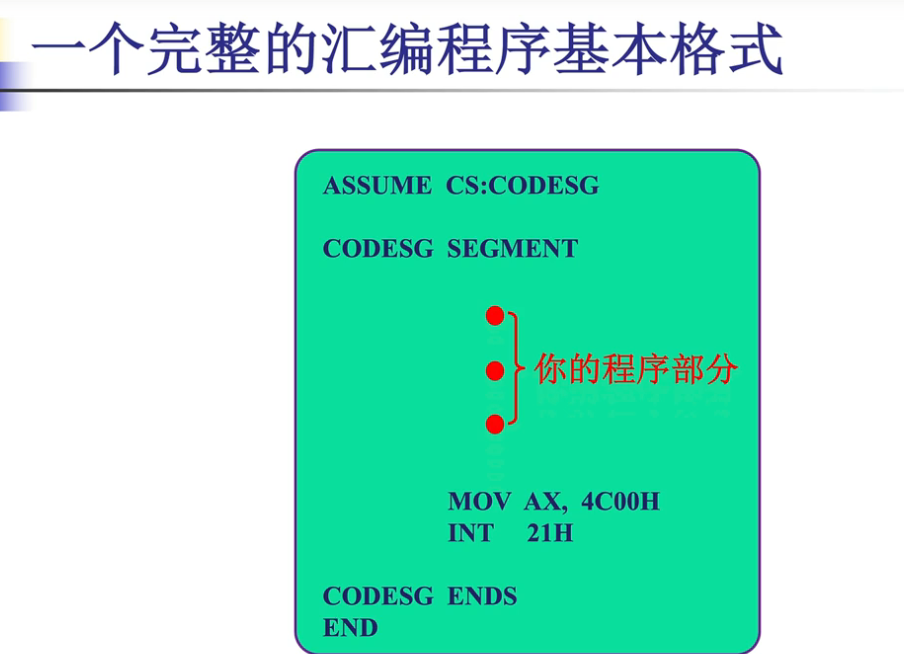 一个完整的汇编程序基本格式
ASSUME CS:CODESG
CODESG SEGMENT
你的程序部分
MOV AX, 4C00H
INT 21H
CODESG ENDS
END